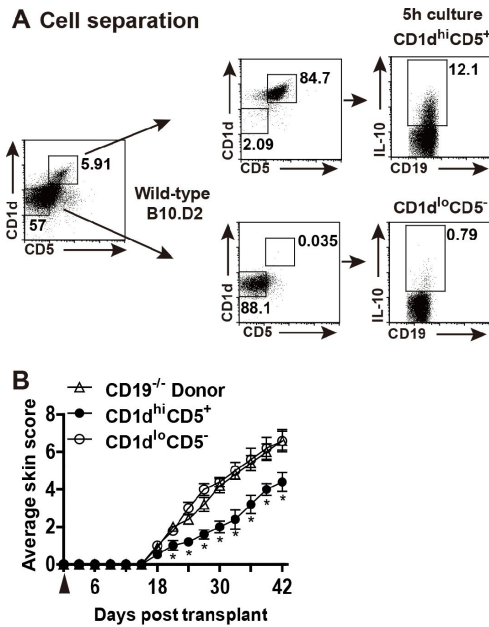 A Cell separation
5h culture
CD1dhiCD5+
84.7
2.09
CD1d
CD5
12.1
IL-10
CD19
5.91
57
CD1d
CD5
Wild-type
B10.D2
CD1dloCD5-
0.035
88.1
CD1d
CD5
0.79
IL-10
CD19
B
CD19-/- Donor
CD1dhiCD5+
CD1dloCD5-
Average skin score
8
6
4
2
0
* * * * * * * *
6 18 30 42
Days post transplant